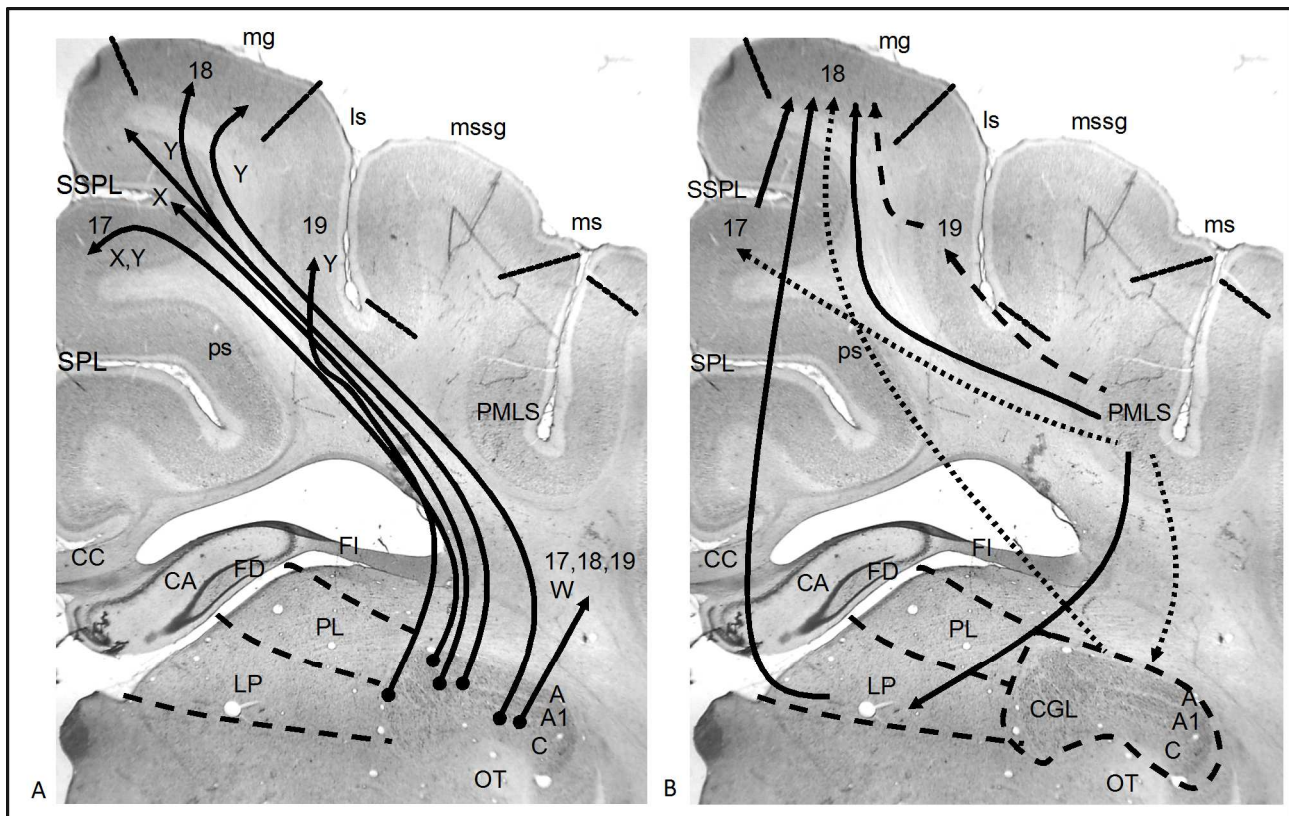 mg
18
ls
mssg
Y
Y
SSPL
X
17
X,Y
19
Y
ms
ps
SPL
PMLS
CC
CA
FD
FI
17,18,19
W
PL
LP
A
A1
C
OT
A
mg
18
ls
mssg
SSPL
17
19
ms
ps
SPL
PMLS
CC
CA
FD
FI
PL
LP
CGL
A
A1
C
OT
B